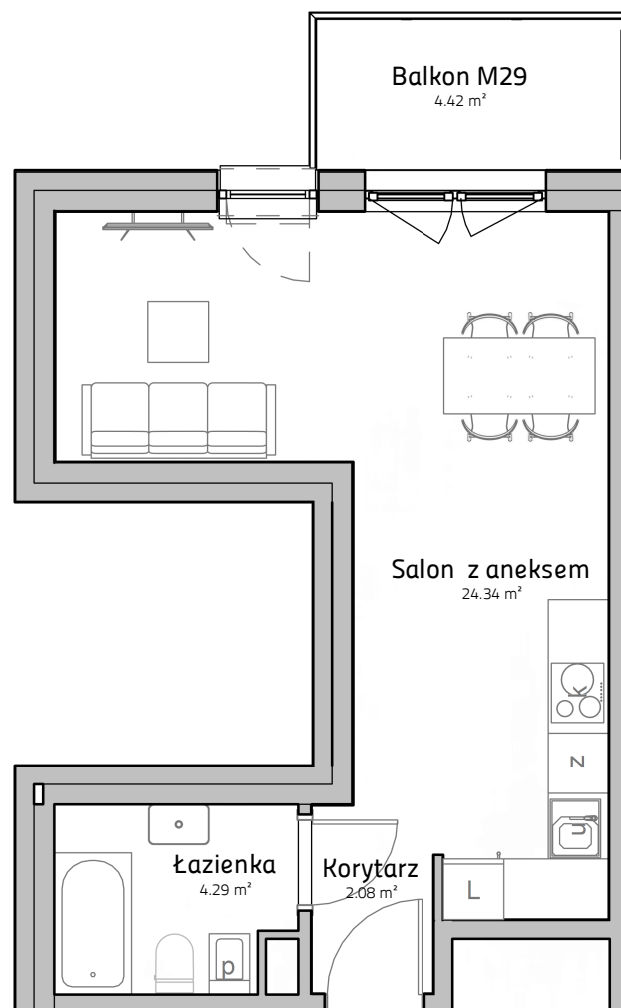 Balkon M29
4.42 m²
Salon z aneksem
24.34 m²
k
z
u
Łazienka
4.29 m²
Korytarz
2.08 m²
L
p